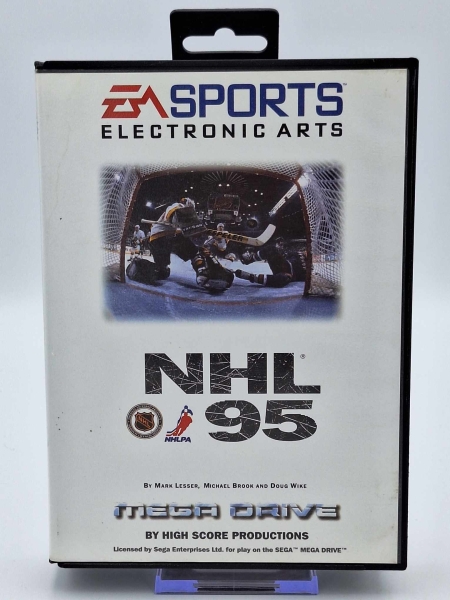 EA SPORTS™
ELECTRONIC ARTS
NHL®
95
NHLPA
BY MARK LESSER, MICHAEL BROOK AND DOUG WIKE
MEGA DRIVE
BY HIGH SCORE PRODUCTIONS
Licensed by Sega Enterprises Ltd. for play on the SEGA™ MEGA DRIVE™